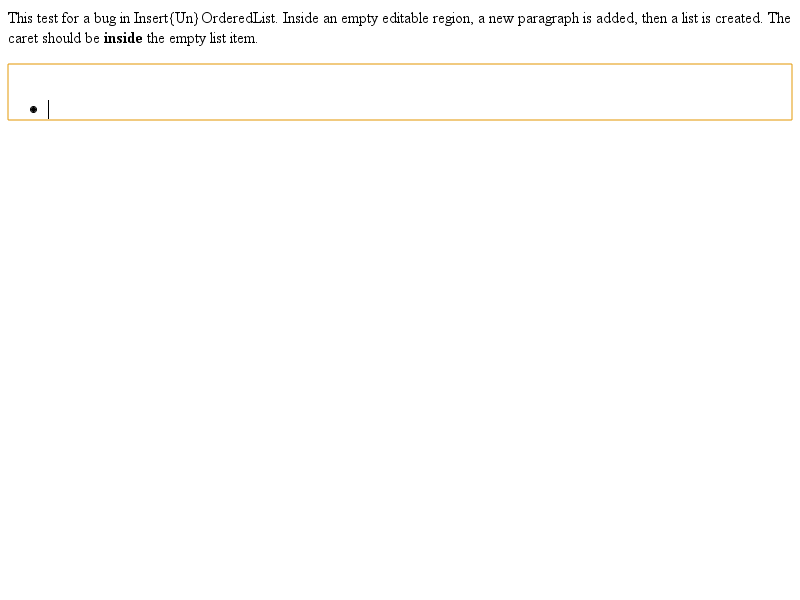 This test for a bug in Insert{Un}OrderedList. Inside an empty editable region, a new paragraph is added, then a list is created. The
caret should be inside the empty list item.